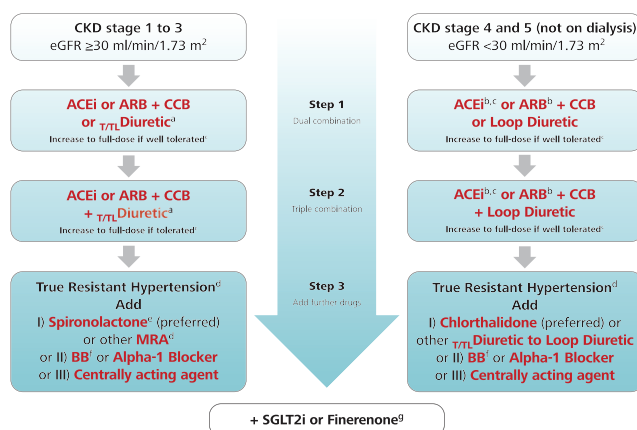 CKD stage 1 to 3
eGFR ≥30 ml/min/1.73 m²
ACEi or ARB + CCB
or T/TLDiureticᵃ
Increase to full-dose if well toleratedᶜ
ACEi or ARB + CCB
+ T/TLDiureticᵃ
Increase to full-dose if toleratedᶜ
True Resistant Hypertensionᵈ
Add
I) Spironolactoneᵉ (preferred)
or other MRAᵉ
or II) BBᶠ or Alpha-1 Blocker
or III) Centrally acting agent
Step 1
Dual combination
Step 2
Triple combination
Step 3
Add further drugs
CKD stage 4 and 5 (not on dialysis)
eGFR <30 ml/min/1.73 m²
ACEiᵇ,ᶜ or ARBᵇ + CCB
or Loop Diuretic
Increase to full-dose if well toleratedᶜ
ACEiᵇ,ᶜ or ARBᵇ + CCB
+ Loop Diuretic
Increase to full-dose if well toleratedᶜ
True Resistant Hypertensionᵈ
Add
I) Chlorthalidone (preferred) or
other T/TLDiuretic to Loop Diuretic
or II) BBᶠ or Alpha-1 Blocker
or III) Centrally acting agent
+ SGLT2i or Finerenoneᵍ